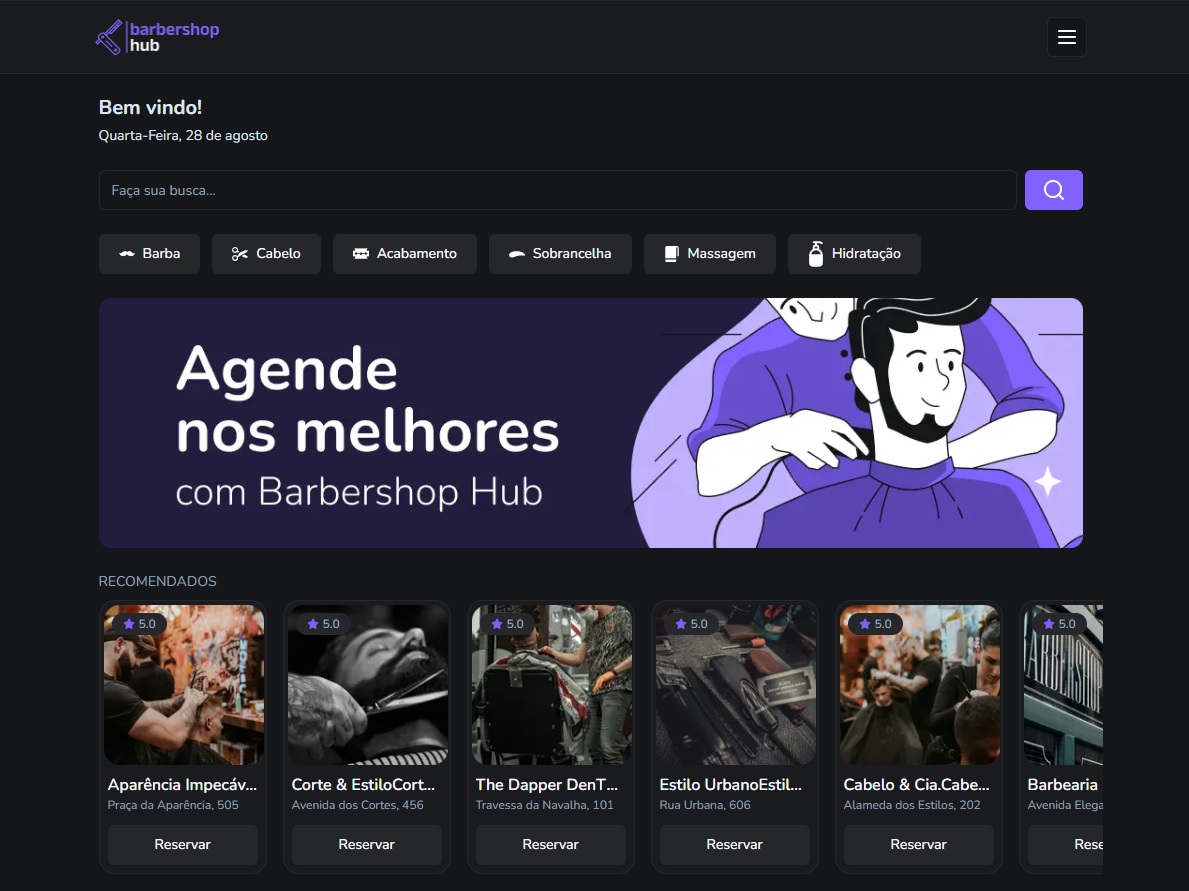 barbershop
hub
Bem vindo!
Quarta-Feira, 28 de agosto
Faça sua busca...
Barba
Cabelo
Acabamento
Sobrancelha
Massagem
Hidratação
Agende
nos melhores
com Barbershop Hub
RECOMENDADOS
5.0
5.0
5.0
5.0
5.0
5.0
Aparência Impecáv...
Corte & EstiloCort...
The Dapper DenT...
Estilo UrbanoEstil...
Cabelo & Cia.Cabe...
Barbearia
Praça da Aparência, 505
Avenida dos Cortes, 456
Travessa da Navalha, 101
Rua Urbana, 606
Alameda dos Estilos, 202
Avenida Elega
Reservar
Reservar
Reservar
Reservar
Reservar
Rese